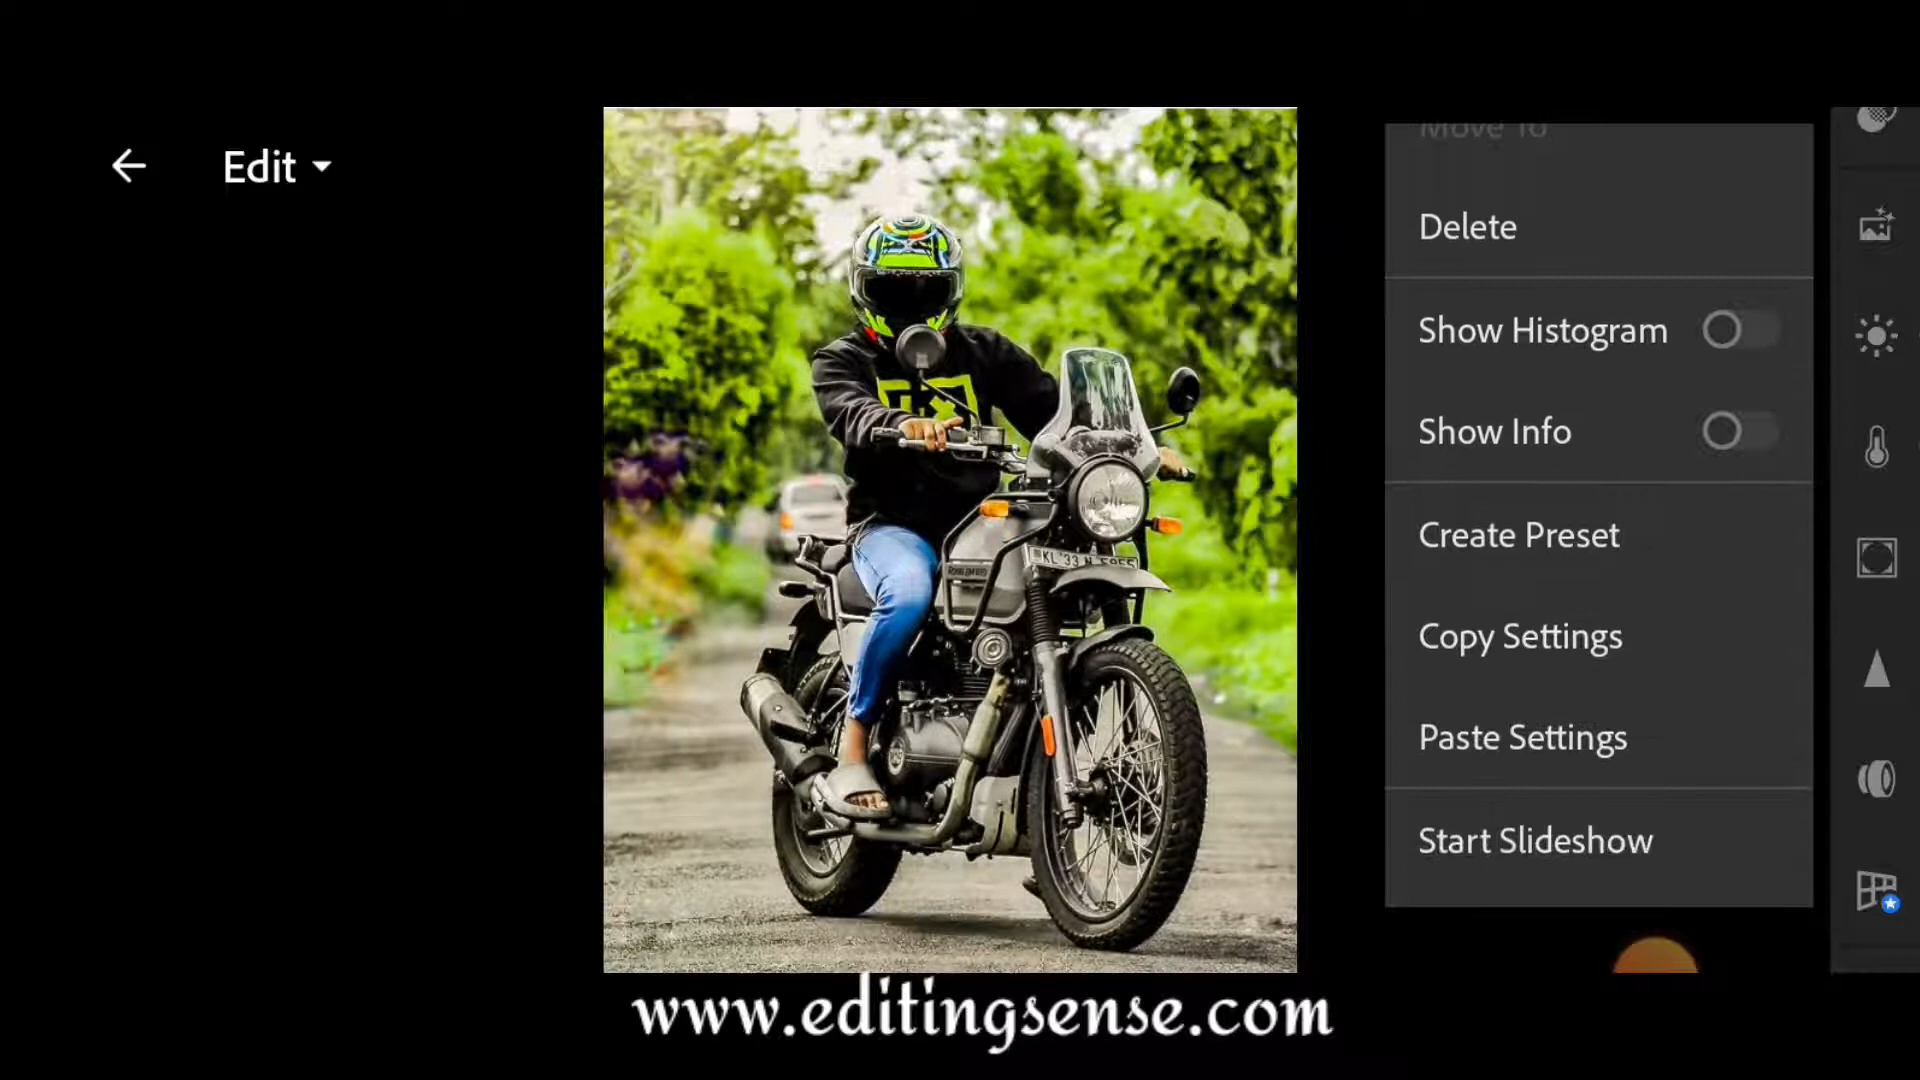 Edit
Move To
Delete
Show Histogram
Show Info
Create Preset
Copy Settings
Paste Settings
Start Slideshow
www.editingsense.com